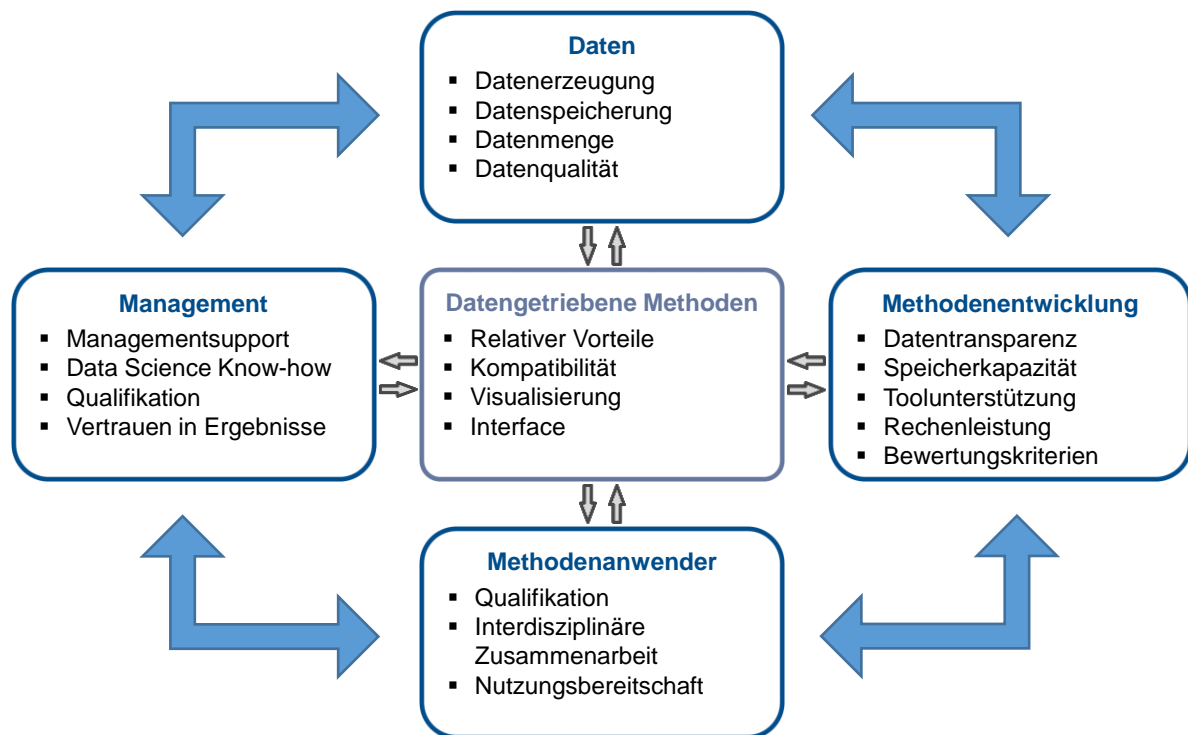 Daten
▪ Datenerzeugung
▪ Datenspeicherung
▪ Datenmenge
▪ Datenqualität
Management
▪ Managementsupport
▪ Data Science Know-how
▪ Qualifikation
▪ Vertrauen in Ergebnisse
Datengetriebene Methoden
▪ Relativer Vorteile
▪ Kompatibilität
▪ Visualisierung
▪ Interface
Methodenentwicklung
▪ Datentransparenz
▪ Speicherkapazität
▪ Toolunterstützung
▪ Rechenleistung
▪ Bewertungskriterien
Methodenanwender
▪ Qualifikation
▪ Interdisziplinäre
Zusammenarbeit
▪ Nutzungsbereitschaft